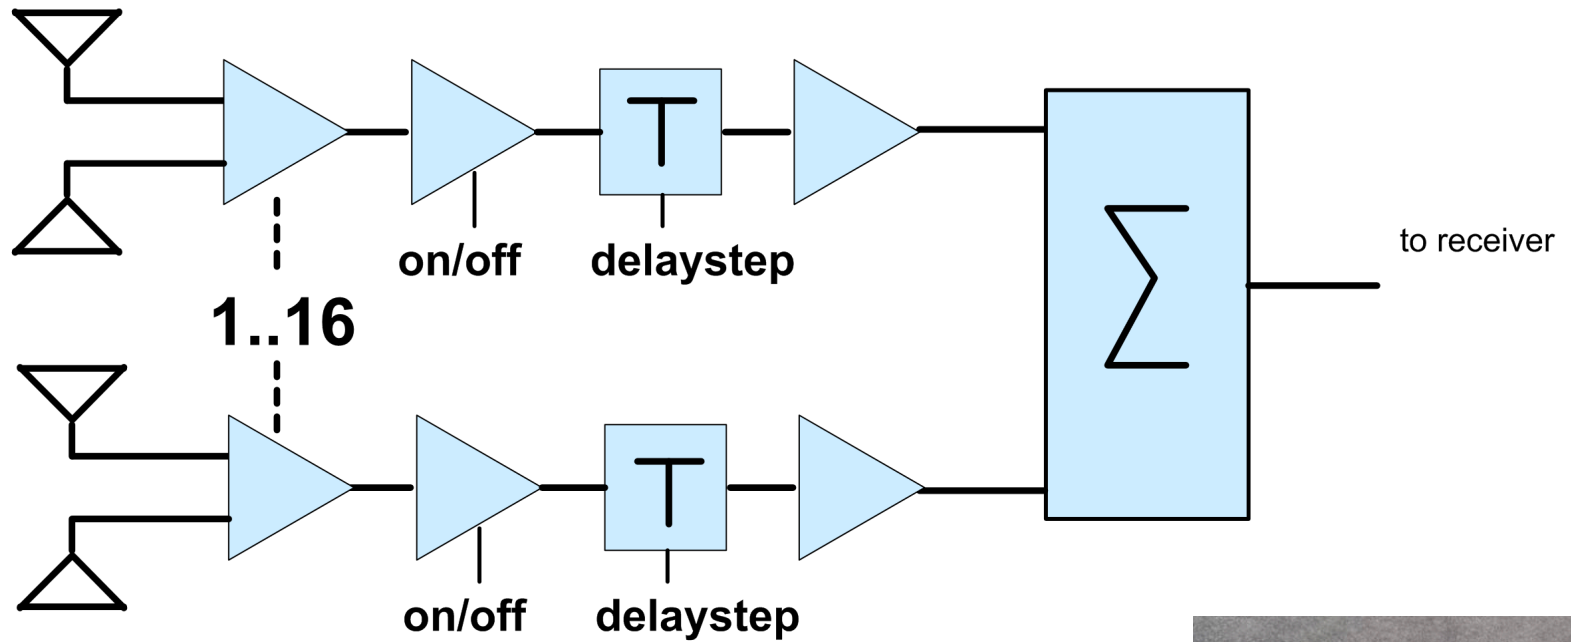 on/off
delaystep
to receiver
1..16
T
T
Σ
on/off
delaystep